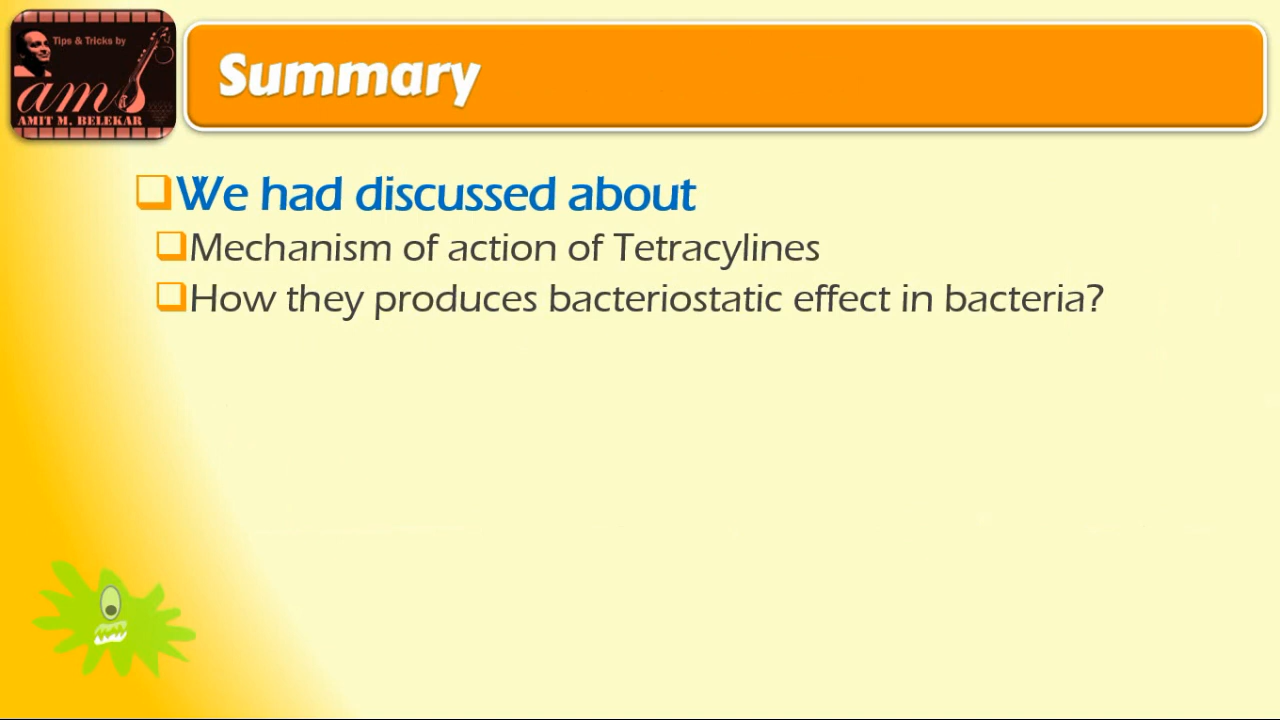 Tips & Tricks by
am
AMIT M. BELEKAR
Summary
We had discussed about
Mechanism of action of Tetracylines
How they produces bacteriostatic effect in bacteria?